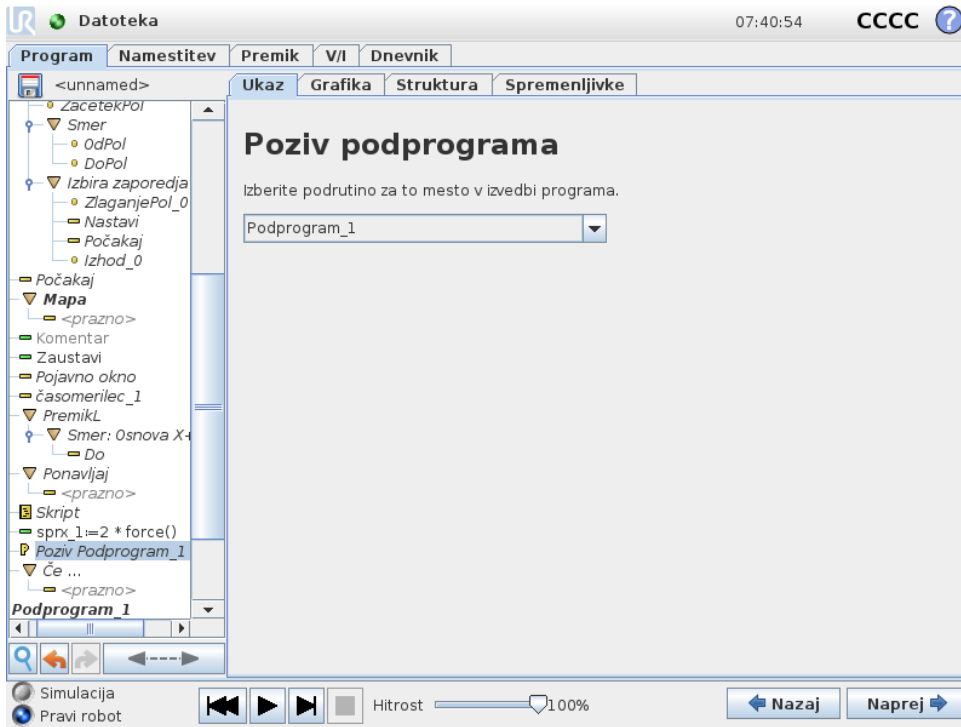 Datoteka
07:40:54
CCCC
?
Program Namestitev Premik V/I Dnevnik
<unnamed>
Ukaz Grafika Struktura Spremenljivke
ZacetekPol
Smer
OdPol
DoPol
Izbira zaporedja
ZlaganjePol_0
Nastavi
Počakaj
Izhod_0
Počakaj
Mapa
<prazno>
Komentar
Zaustavi
Pojavno okno
časomerilec_1
PremikL
Smer: Osnova X+
Do
Ponavljaj
<prazno>
Skript
sprx_1:=2 * force()
Poziv Podprogram_1
Če ...
<prazno>
Podprogram_1
Poziv podprograma
Izberite podrutino za to mesto v izvedbi programa.
Podprogram_1
Simulacija
Pravi robot
Hitrost
100%
Nazaj
Naprej